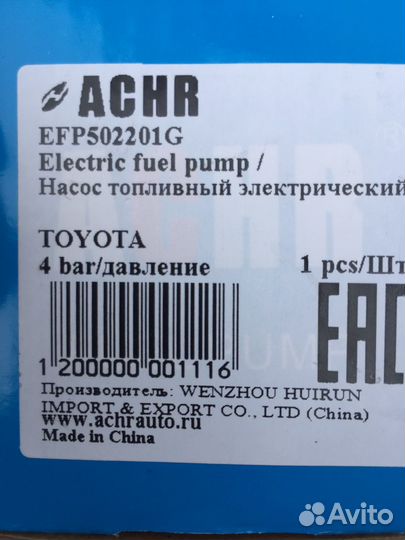 ACHR
EFP502201G
Electric fuel pump /
Насос топливный электрический
TOYOTA
4 bar/давление 1 pcs/Шт
EAC
1 200000 001116
Производитель: WENZHOU HUIRUN
IMPORT & EXPORT CO., LTD (China)
www.achrauto.ru
Made in China
Avito